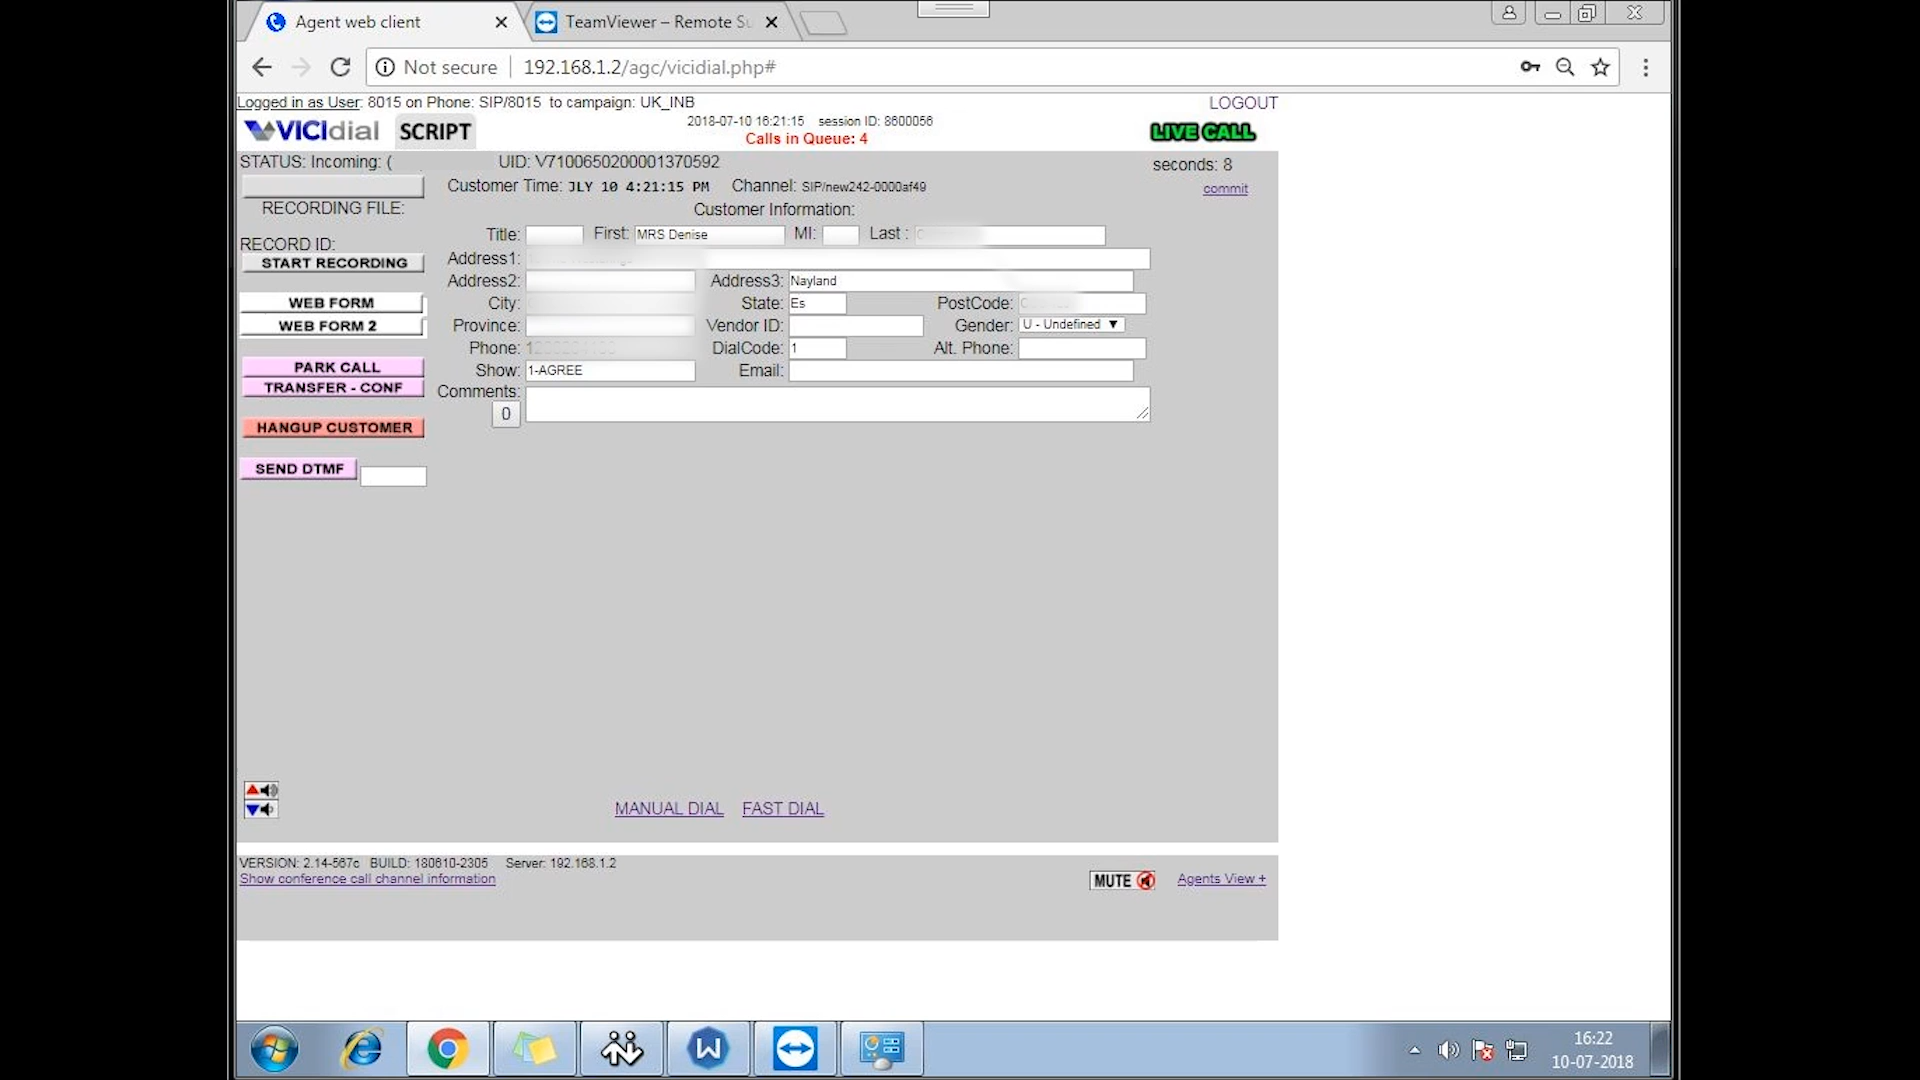 Agent web client
TeamViewer – Remote Su
Not secure
192.168.1.2/agc/vicidial.php#
Logged in as User: 8015 on Phone: SIP/8015 to campaign: UK_INB
LOGOUT
VICIdial
SCRIPT
2018-07-10 16:21:15 session ID: 8600056
Calls in Queue: 4
LIVE CALL
STATUS: Incoming: (
UID: V7100650200001370592
seconds: 8
Customer Time: JLY 10 4:21:15 PM
Channel: SIP/new242-0000af49
commit
RECORDING FILE:
Customer Information:
Title:
First: MRS Denise
MI:
Last :
RECORD ID:
START RECORDING
Address1:
Address2:
Address3: Nayland
WEB FORM
City:
State: Es
PostCode:
WEB FORM 2
Province:
Vendor ID:
Gender: U - Undefined
Phone:
DialCode: 1
Alt. Phone:
PARK CALL
Show: 1-AGREE
Email:
TRANSFER - CONF
Comments:
0
HANGUP CUSTOMER
SEND DTMF
MANUAL DIAL
FAST DIAL
VERSION: 2.14-567c BUILD: 180610-2305 Server: 192.168.1.2
Show conference call channel information
MUTE
Agents View +
16:22
10-07-2018